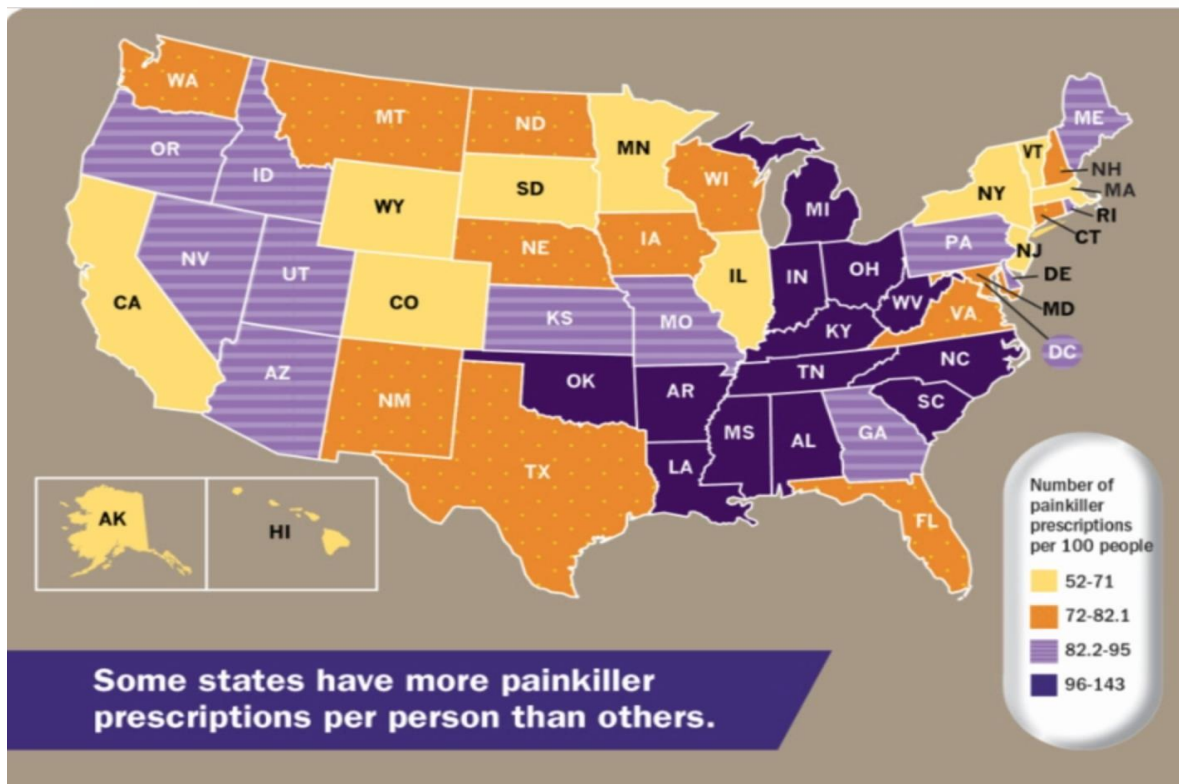 WA
MT
ND
MN
ME
VT
NH
OR
ID
SD
WI
NY
MA
WY
MI
RI
NE
IA
PA
CT
NV
UT
IL
IN
OH
NJ
CA
CO
DE
WV
MD
KS
MO
KY
VA
DC
AZ
OK
TN
NC
NM
AR
SC
MS
AL
GA
TX
LA
AK
HI
FL
Number of
painkiller
prescriptions
per 100 people
52-71
72-82.1
82.2-95
96-143
Some states have more painkiller
prescriptions per person than others.